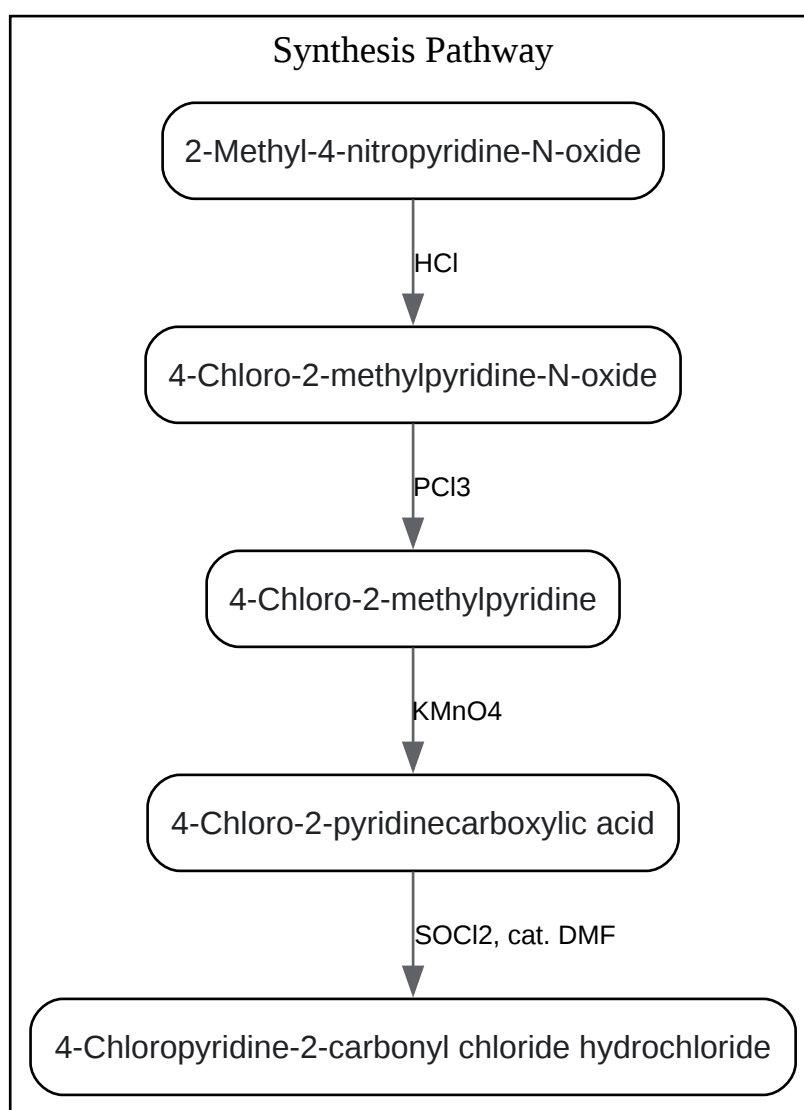 Synthesis Pathway
2-Methyl-4-nitropyridine-N-oxide
HCl
4-Chloro-2-methylpyridine-N-oxide
PCl3
4-Chloro-2-methylpyridine
KMnO4
4-Chloro-2-pyridinecarboxylic acid
SOCl2, cat. DMF
4-Chloropyridine-2-carbonyl chloride hydrochloride